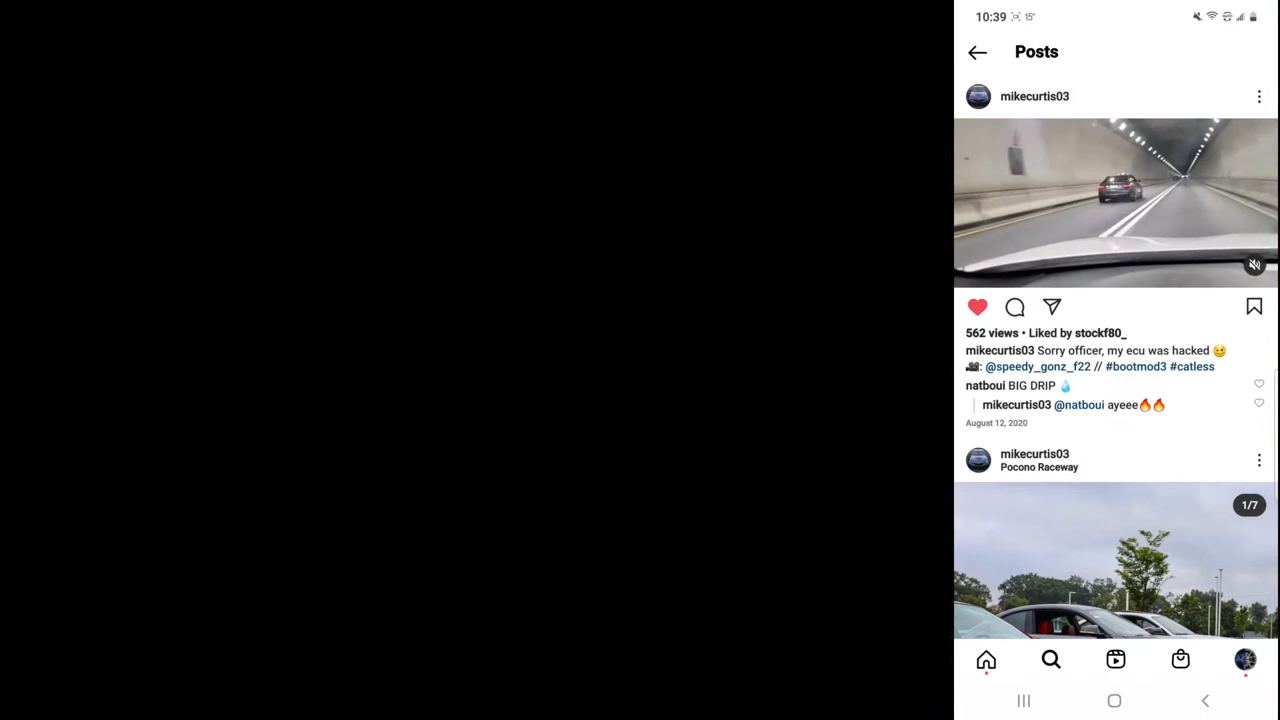 10:39 15°
Posts
mikecurtis03
562 views • Liked by stockf80_
mikecurtis03 Sorry officer, my ecu was hacked 🤕
🎥: @speedy_gonz_f22 // #bootmod3 #catless
natboui BIG DRIP 💧
mikecurtis03 @natboui ayeee🔥🔥
August 12, 2020
mikecurtis03
Pocono Raceway
1/7